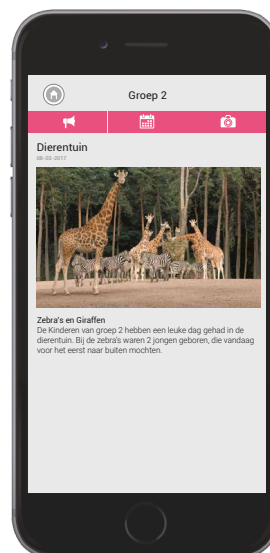 Groep 2
Dierentuin
08-03-2017
Zebra's en Giraffen
De Kinderen van groep 2 hebben een leuke dag gehad in de
dierentuin. Bij de zebra's waren 2 jongen geboren, die vandaag
voor het eerst naar buiten mochten.